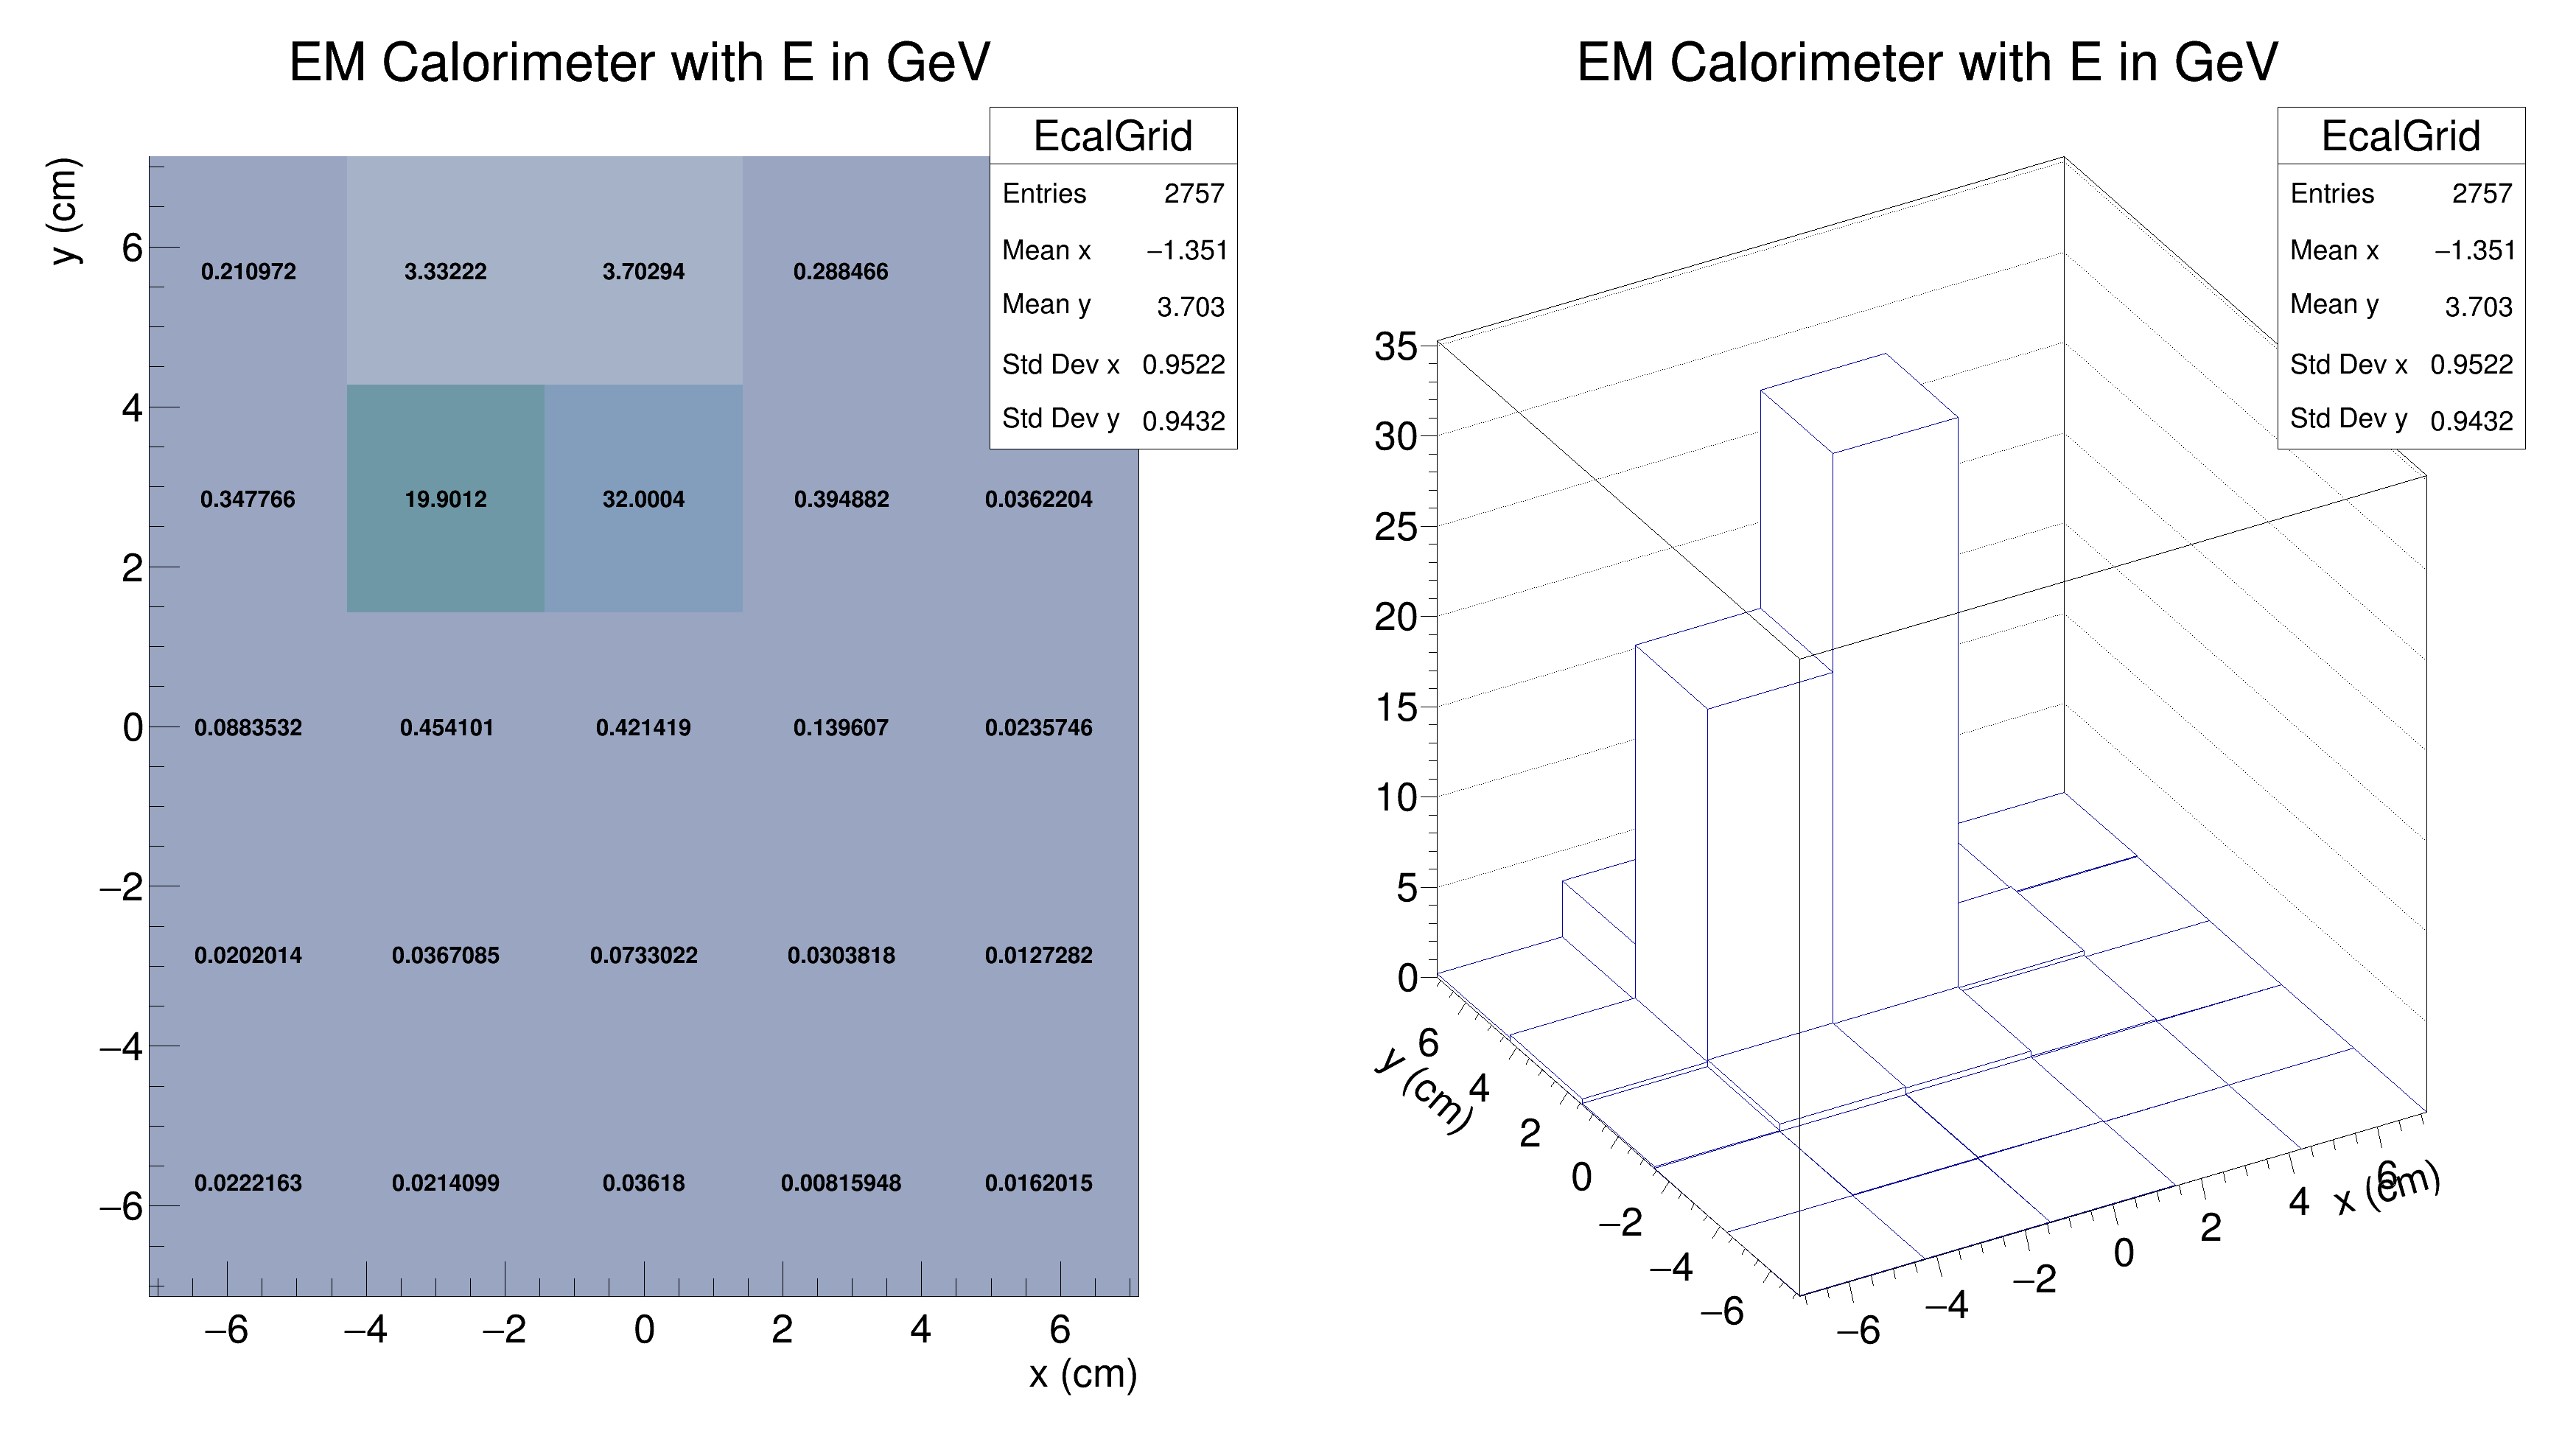 EM Calorimeter with E in GeV
EcalGrid
Entries 2757
Mean x −1.351
Mean y 3.703
Std Dev x 0.9522
Std Dev y 0.9432
y (cm)
6
4
2
0
−2
−4
−6
0.210972 3.33222 3.70294 0.288466
0.347766 19.9012 32.0004 0.394882 0.0362204
0.0883532 0.454101 0.421419 0.139607 0.0235746
0.0202014 0.0367085 0.0733022 0.0303818 0.0127282
0.0222163 0.0214099 0.03618 0.00815948 0.0162015
−6 −4 −2 0 2 4 6
x (cm)
EM Calorimeter with E in GeV
EcalGrid
Entries 2757
Mean x −1.351
Mean y 3.703
Std Dev x 0.9522
Std Dev y 0.9432
35
30
25
20
15
10
5
0
y (cm)
6
4
2
0
−2
−4
−6
−6 −4 −2 0 2 4 6
x (cm)